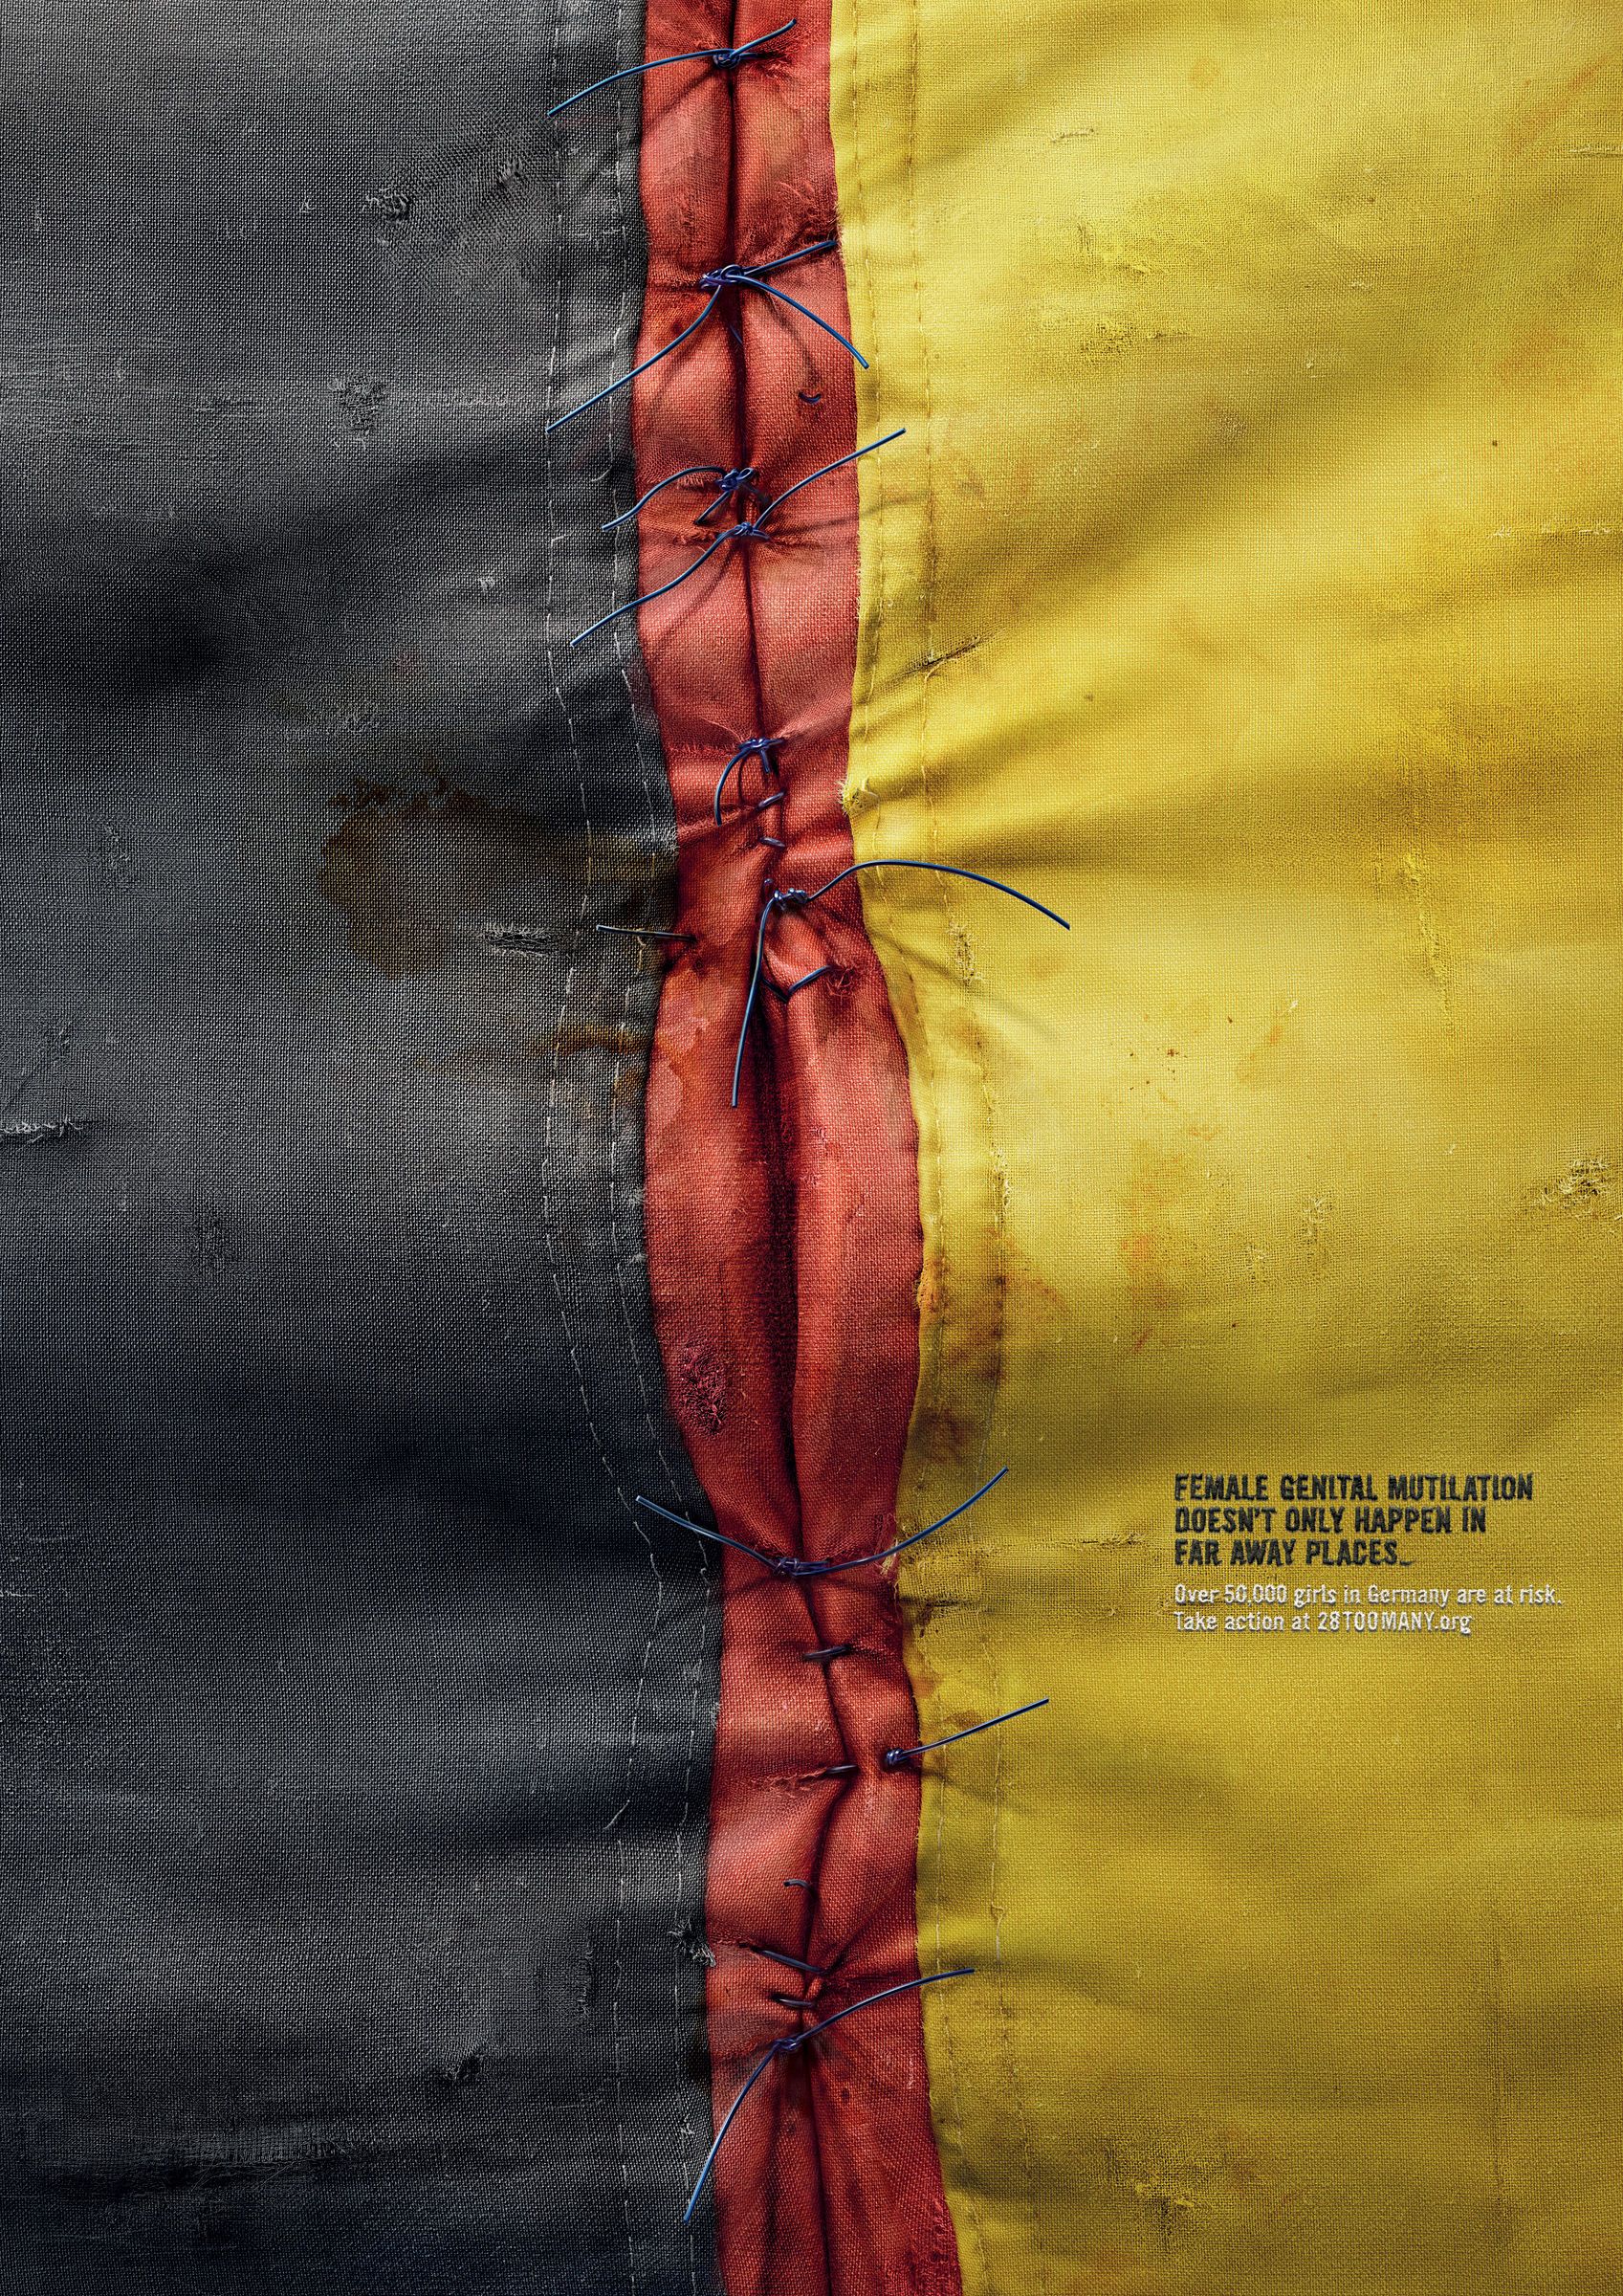 FEMALE GENITAL MUTILATION
DOESN'T ONLY HAPPEN IN
FAR AWAY PLACES_
Over 50,000 girls in Germany are at risk.
Take action at 28TOOMANY.org